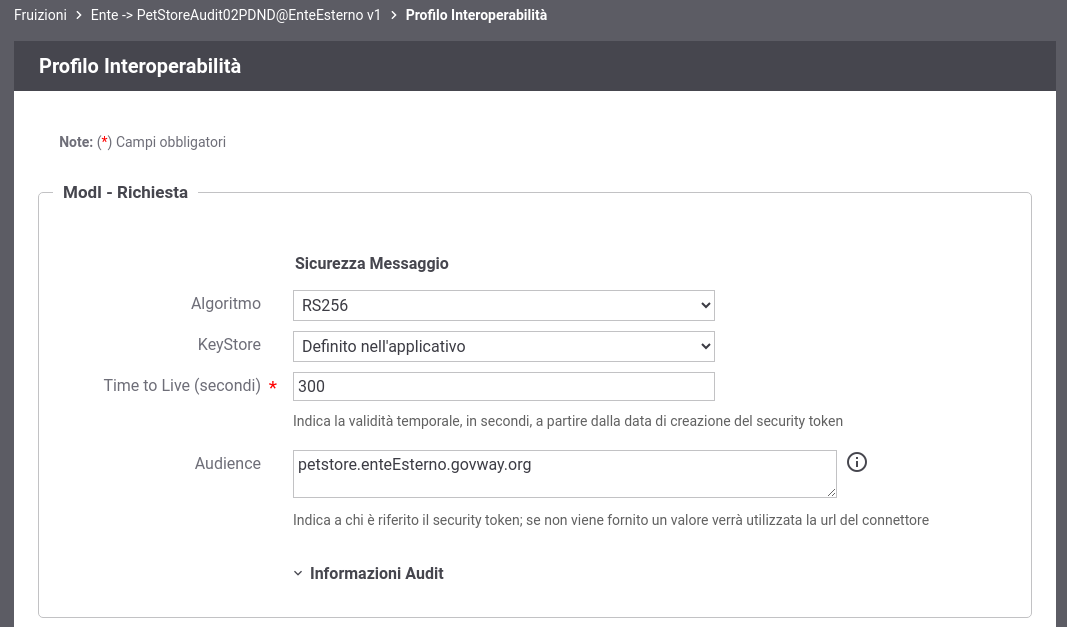 Fruizioni > Ente -> PetStoreAudit02PDND@EnteEsterno v1 > Profilo Interoperabilità
Profilo Interoperabilità
Note: (*) Campi obbligatori
ModI - Richiesta
Sicurezza Messaggio
Algoritmo RS256
KeyStore Definito nell'applicativo
Time to Live (secondi) * 300
Indica la validità temporale, in secondi, a partire dalla data di creazione del security token
Audience petstore.enteEsterno.govway.org
Indica a chi è riferito il security token; se non viene fornito un valore verrà utilizzata la url del connettore
Informazioni Audit